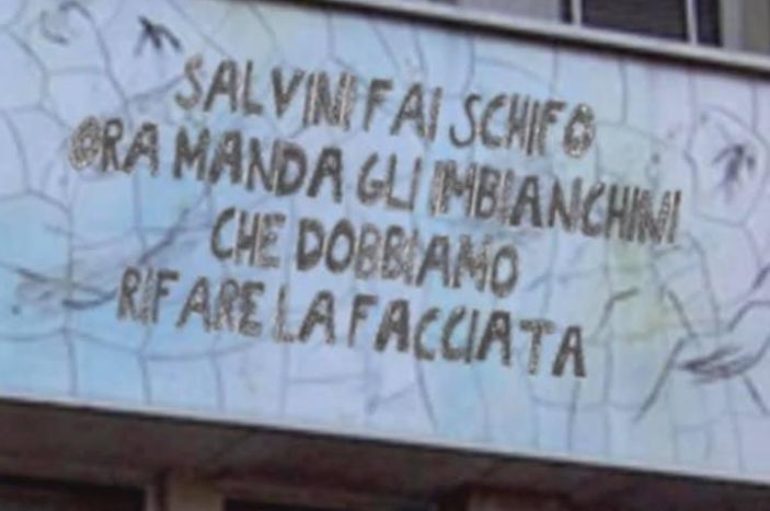 SALVINI FAI SCHIFO
ORA MANDA GLI IMBIANCHINI
CHE DOBBIAMO
RIFARE LA FACCIATA